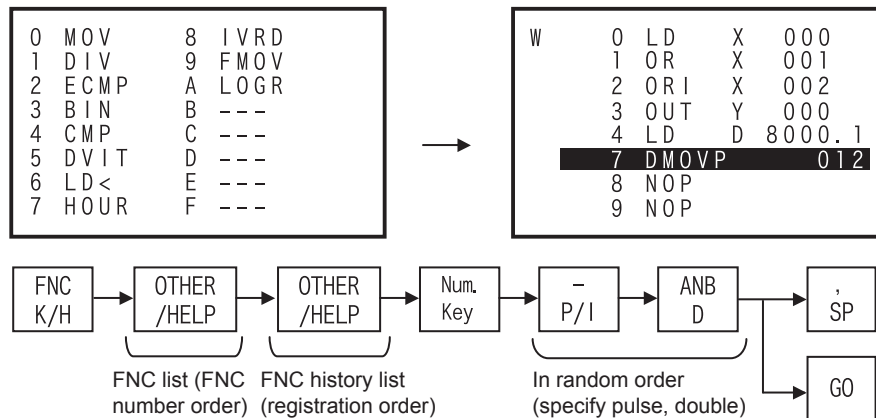 0 MOV 8 IVRD
1 DIV 9 FMOV
2 ECMP A LOGR
3 BIN B ---
4 CMP C ---
5 DVIT D ---
6 LD< E ---
7 HOUR F ---
W 0 LD X 000
1 OR X 001
2 ORI X 002
3 OUT Y 000
4 LD D 8000.1
7 DMOVP 012
8 NOP
9 NOP
FNC
K/H
OTHER
/HELP
OTHER
/HELP
Num.
Key
-
P/I
ANB
D
,
SP
GO
FNC list (FNC
number order)
FNC history list
(registration order)
In random order
(specify pulse, double)